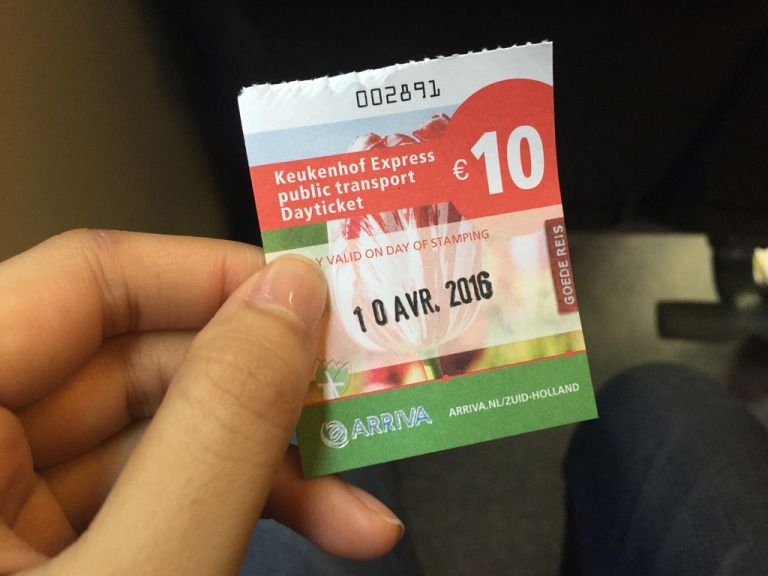 002891
Keukenhof Express
public transport
Dayticket
€10
VALID ON DAY OF STAMPING
10 AVR. 2016
GOEDE REIS
ARRIVA
ARRIVA.NL/ZUID-HOLLAND